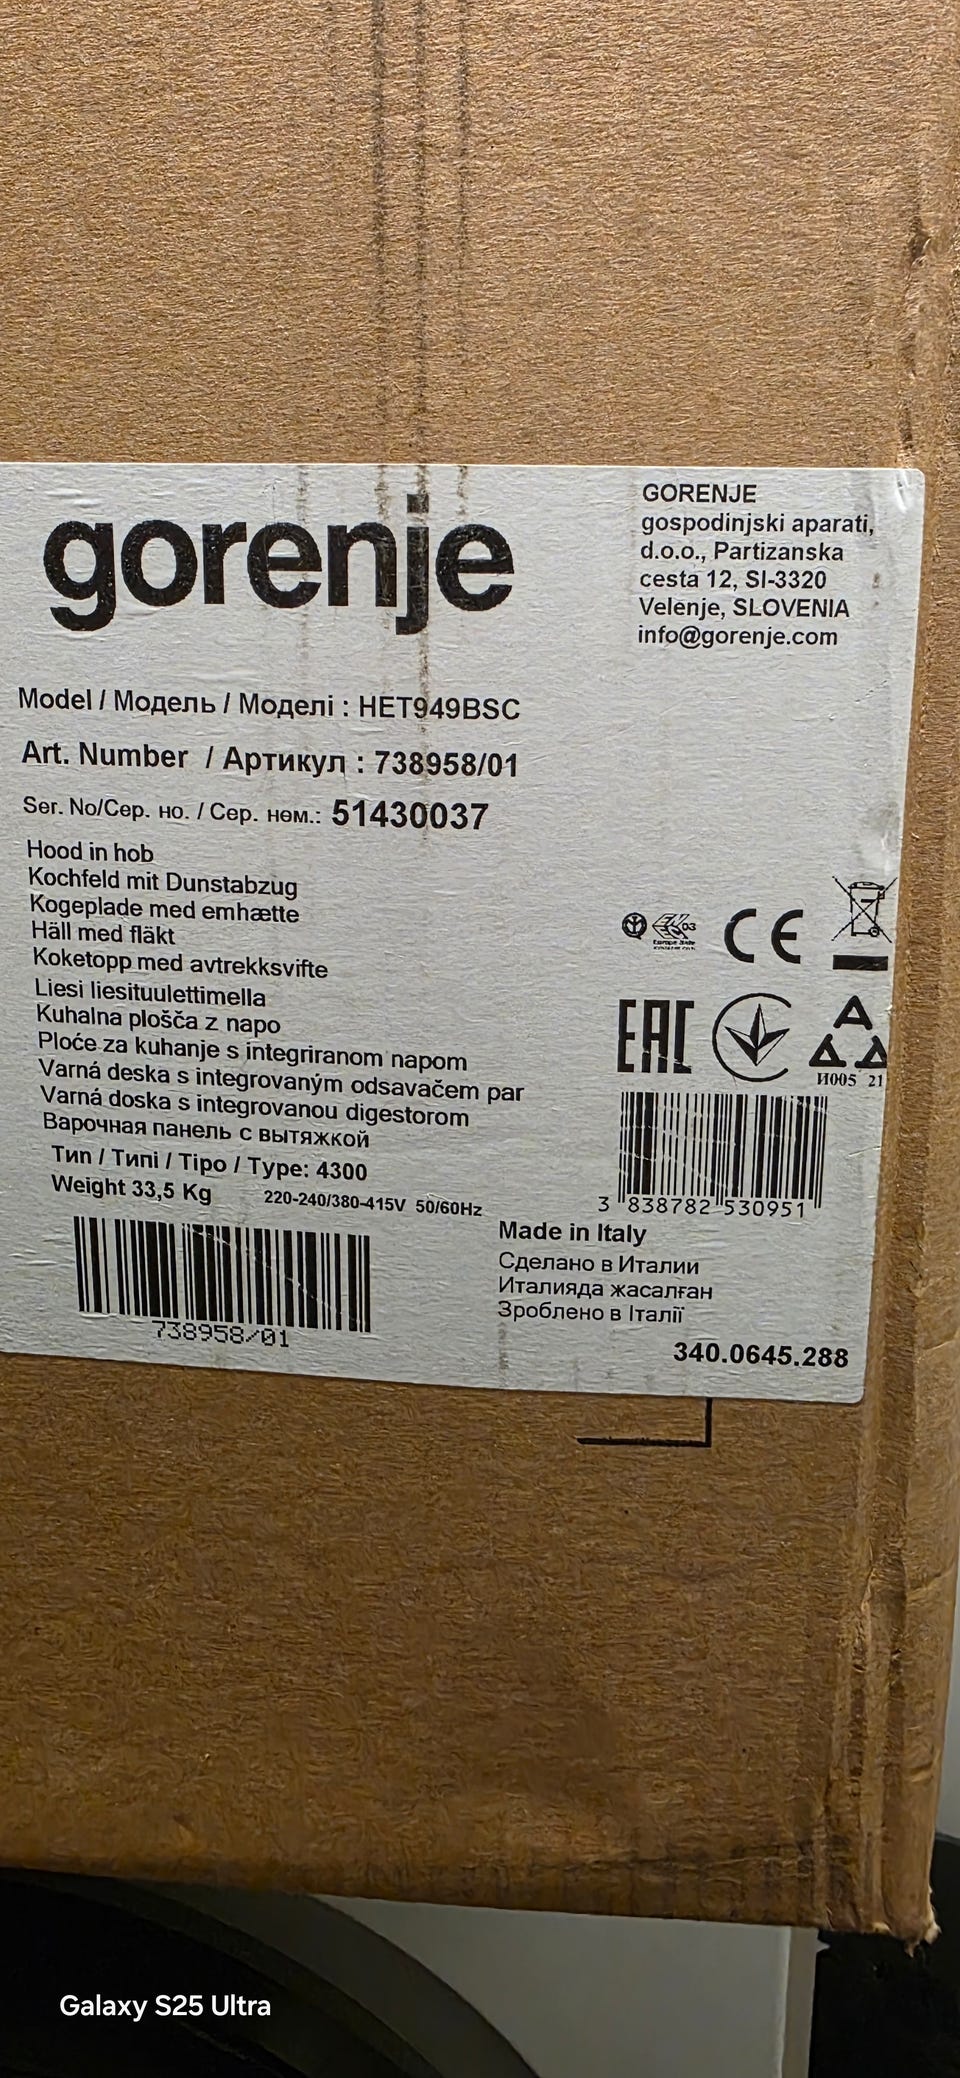 gorenje
GORENJE
gospodinjski aparati,
d.o.o., Partizanska
cesta 12, SI-3320
Velenje, SLOVENIA
info@gorenje.com
Model / Модель / Моделі : HET949BSC
Art. Number / Артикул : 738958/01
Ser. No/Сер. но. / Сер. нөм.: 51430037
Hood in hob
Kochfeld mit Dunstabzug
Kogeplade med emhætte
Häll med fläkt
Koketopp med avtrekksvifte
Liesi liesituulettimella
Kuhalna plošča z napo
Ploče za kuhanje s integriranom napom
Varná deska s integrovaným odsavačem par
Varná doska s integrovanou digestorom
Варочная панель с вытяжкой
Тип / Типі / Tipo / Type: 4300
Weight 33,5 Kg 220-240/380-415V 50/60Hz
738958/01
03
CE
EAC
И005 21
3 838782 530951
Made in Italy
Сделано в Италии
Италияда жасалған
Зроблено в Італії
340.0645.288
Galaxy S25 Ultra